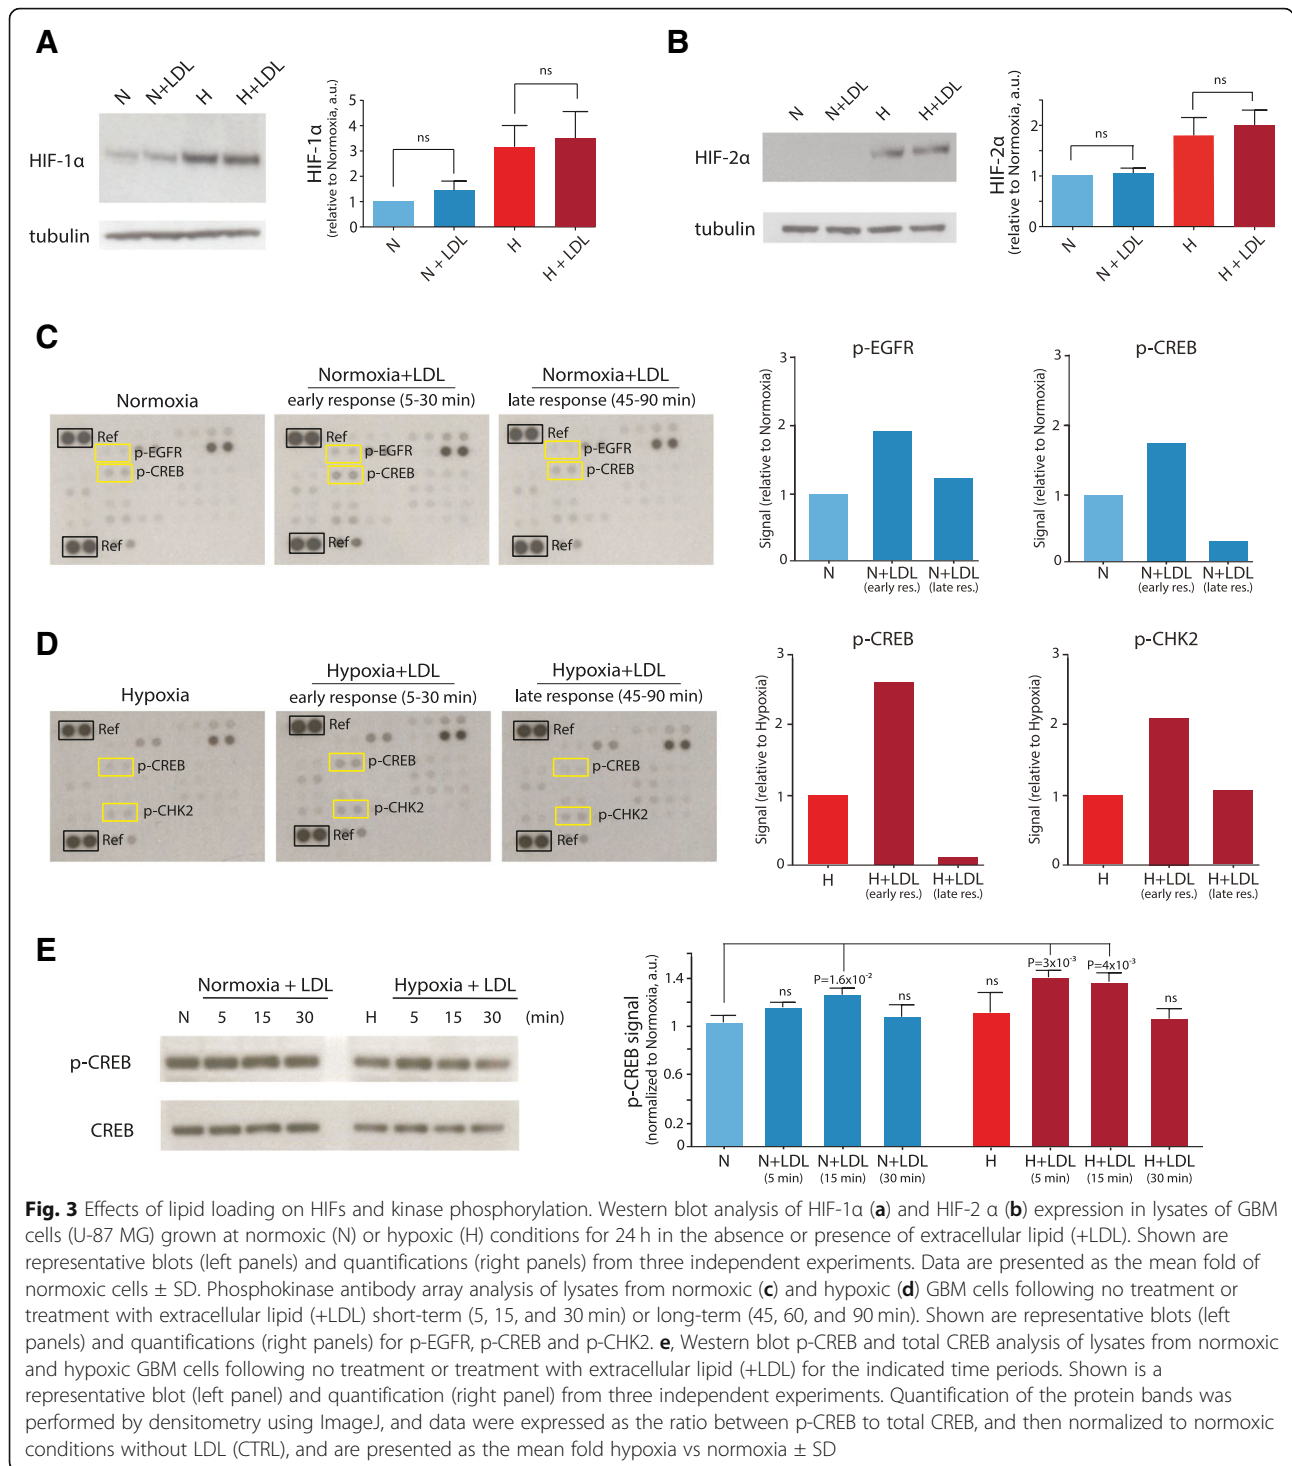 A
N N+LDL H H+LDL
HIF-1α
tubulin
HIF-1α
(relative to Normoxia, a.u.)
5
4
3
2
1
0
ns
ns
N N + LDL H H + LDL
B
N N+LDL H H+LDL
HIF-2α
tubulin
HIF-2α
(relative to Normoxia, a.u.)
2
1
0
ns
ns
N N + LDL H H + LDL
C
Normoxia
Ref
p-EGFR
p-CREB
Ref
Normoxia+LDL
early response (5-30 min)
Ref
p-EGFR
p-CREB
Ref
Normoxia+LDL
late response (45-90 min)
Ref
p-EGFR
p-CREB
Ref
p-EGFR
Signal (relative to Normoxia)
3
2
1
0
N N+LDL N+LDL
(early res.) (late res.)
p-CREB
Signal (relative to Normoxia)
3
2
1
0
N N+LDL N+LDL
(early res.) (late res.)
D
Hypoxia
Ref
p-CREB
p-CHK2
Ref
Hypoxia+LDL
early response (5-30 min)
Ref
p-CREB
p-CHK2
Ref
Hypoxia+LDL
late response (45-90 min)
Ref
p-CREB
p-CHK2
Ref
p-CREB
Signal (relative to Hypoxia)
3
2
1
0
H H+LDL H+LDL
(early res.) (late res.)
p-CHK2
Signal (relative to Hypoxia)
3
2
1
0
H H+LDL H+LDL
(early res.) (late res.)
E
Normoxia + LDL Hypoxia + LDL
N 5 15 30 H 5 15 30 (min)
p-CREB
CREB
p-CREB signal
(normalized to Normoxia, a.u.)
1.4
1
0.6
0.2
0
ns P=1.6x10-2 ns ns P=3x10-3 P=4x10-3 ns
N N+LDL N+LDL N+LDL H H+LDL H+LDL H+LDL
(5 min) (15 min) (30 min) (5 min) (15 min) (30 min)
Fig. 3 Effects of lipid loading on HIFs and kinase phosphorylation. Western blot analysis of HIF-1α (a) and HIF-2 α (b) expression in lysates of GBM
cells (U-87 MG) grown at normoxic (N) or hypoxic (H) conditions for 24 h in the absence or presence of extracellular lipid (+LDL). Shown are
representative blots (left panels) and quantifications (right panels) from three independent experiments. Data are presented as the mean fold of
normoxic cells ± SD. Phosphokinase antibody array analysis of lysates from normoxic (c) and hypoxic (d) GBM cells following no treatment or
treatment with extracellular lipid (+LDL) short-term (5, 15, and 30 min) or long-term (45, 60, and 90 min). Shown are representative blots (left
panels) and quantifications (right panels) for p-EGFR, p-CREB and p-CHK2. e, Western blot p-CREB and total CREB analysis of lysates from normoxic
and hypoxic GBM cells following no treatment or treatment with extracellular lipid (+LDL) for the indicated time periods. Shown is a
representative blot (left panel) and quantification (right panel) from three independent experiments. Quantification of the protein bands was
performed by densitometry using ImageJ, and data were expressed as the ratio between p-CREB to total CREB, and then normalized to normoxic
conditions without LDL (CTRL), and are presented as the mean fold hypoxia vs normoxia ± SD